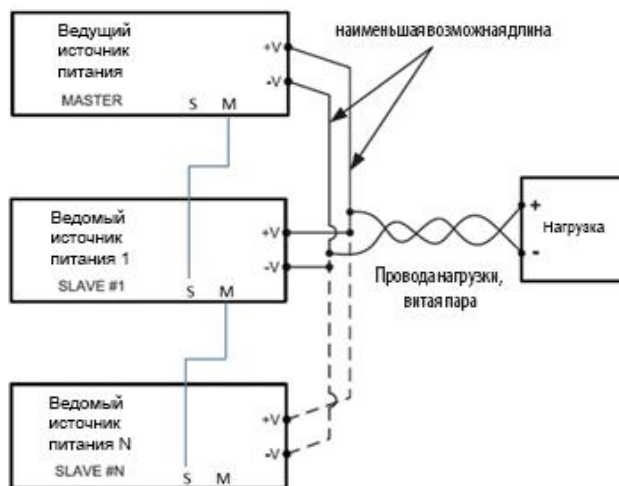 Ведущий
источник
питания
MASTER
S M
+V
-V
наименьшая возможная длина
Ведомый
источник
питания 1
SLAVE #1
S M
+V
-V
Провода нагрузки,
витая пара
+
Нагрузка
-
Ведомый
источник
питания N
SLAVE #N
S M
+V
-V